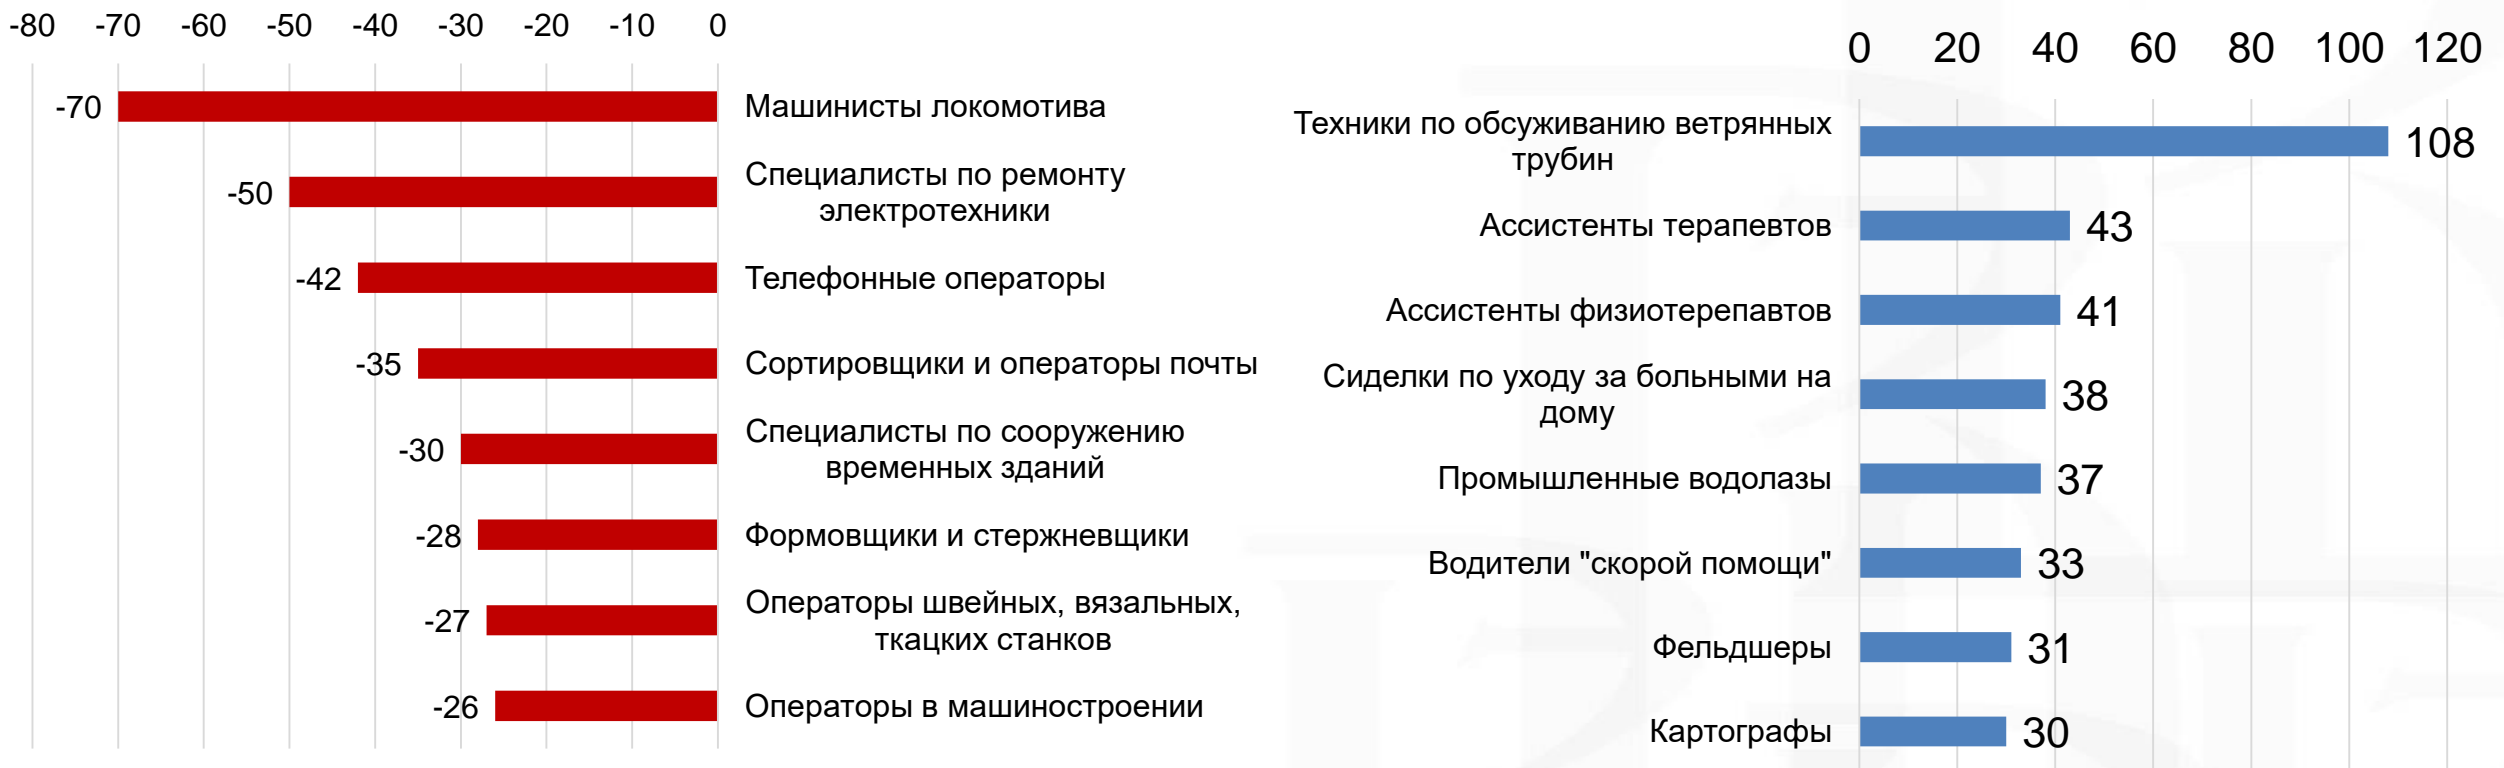 -80 -70 -60 -50 -40 -30 -20 -10 0
-70 Машинисты локомотива
-50 Специалисты по ремонту
электротехники
-42 Телефонные операторы
-35 Сортировщики и операторы почты
-30 Специалисты по сооружению
временных зданий
-28 Формовщики и стержневщики
-27 Операторы швейных, вязальных,
ткацких станков
-26 Операторы в машиностроении
0 20 40 60 80 100 120
Техники по обсуживанию ветрянных
трубин 108
Ассистенты терапевтов 43
Ассистенты физиотерепавтов 41
Сиделки по уходу за больными на
дому 38
Промышленные водолазы 37
Водители "скорой помощи" 33
Фельдшеры 31
Картографы 30